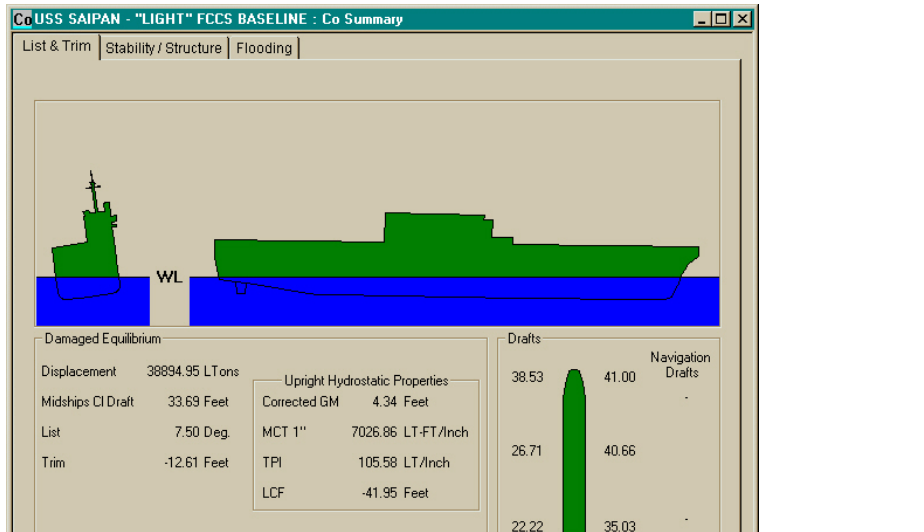 Co USS SAIPAN - "LIGHT" FCCS BASELINE : Co Summary
List & Trim Stability / Structure Flooding
WL
Damaged Equilibrium
Displacement 38894.95 LTons
Midships Cl Draft 33.69 Feet
List 7.50 Deg.
Trim -12.61 Feet
Upright Hydrostatic Properties
Corrected GM 4.34 Feet
MCT 1" 7026.86 LT-FT/Inch
TPI 105.58 LT/Inch
LCF -41.95 Feet
Drafts
Navigation
Drafts
38.53 41.00 -
26.71 40.66
22.22 35.03 -